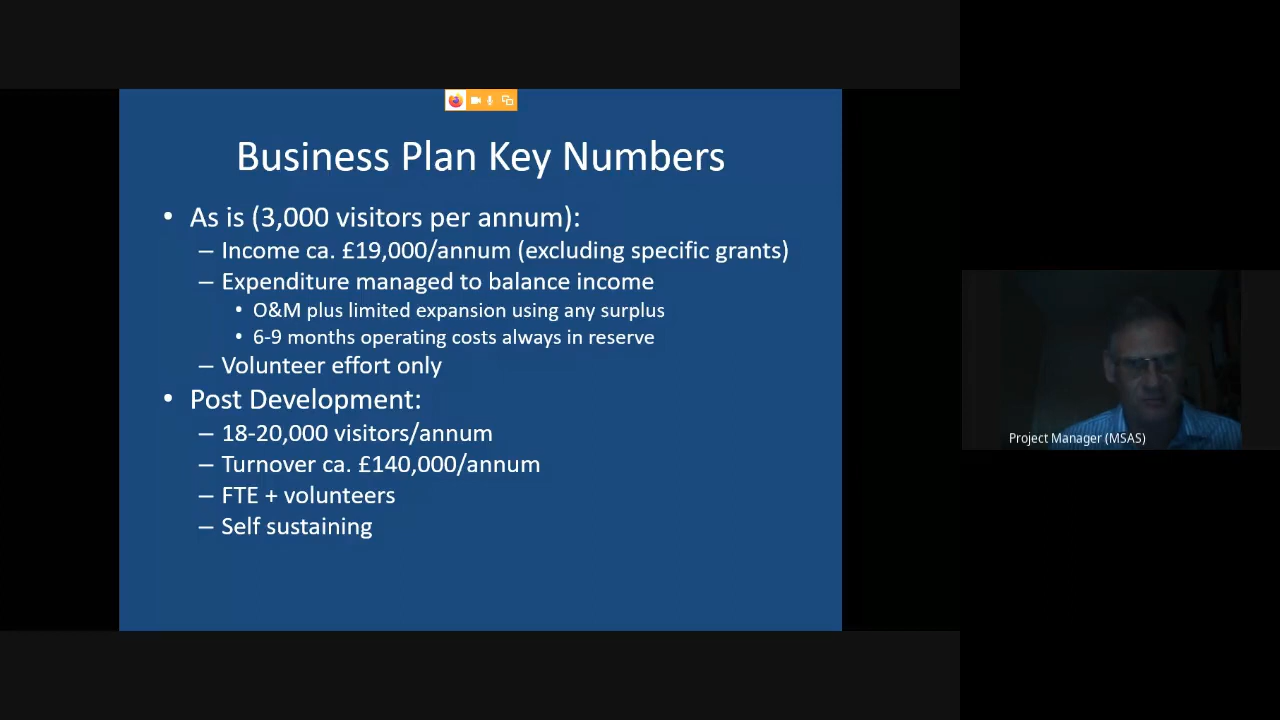 Business Plan Key Numbers
• As is (3,000 visitors per annum):
– Income ca. £19,000/annum (excluding specific grants)
– Expenditure managed to balance income
• O&M plus limited expansion using any surplus
• 6-9 months operating costs always in reserve
– Volunteer effort only
• Post Development:
– 18-20,000 visitors/annum
– Turnover ca. £140,000/annum
– FTE + volunteers
– Self sustaining
Project Manager (MSAS)